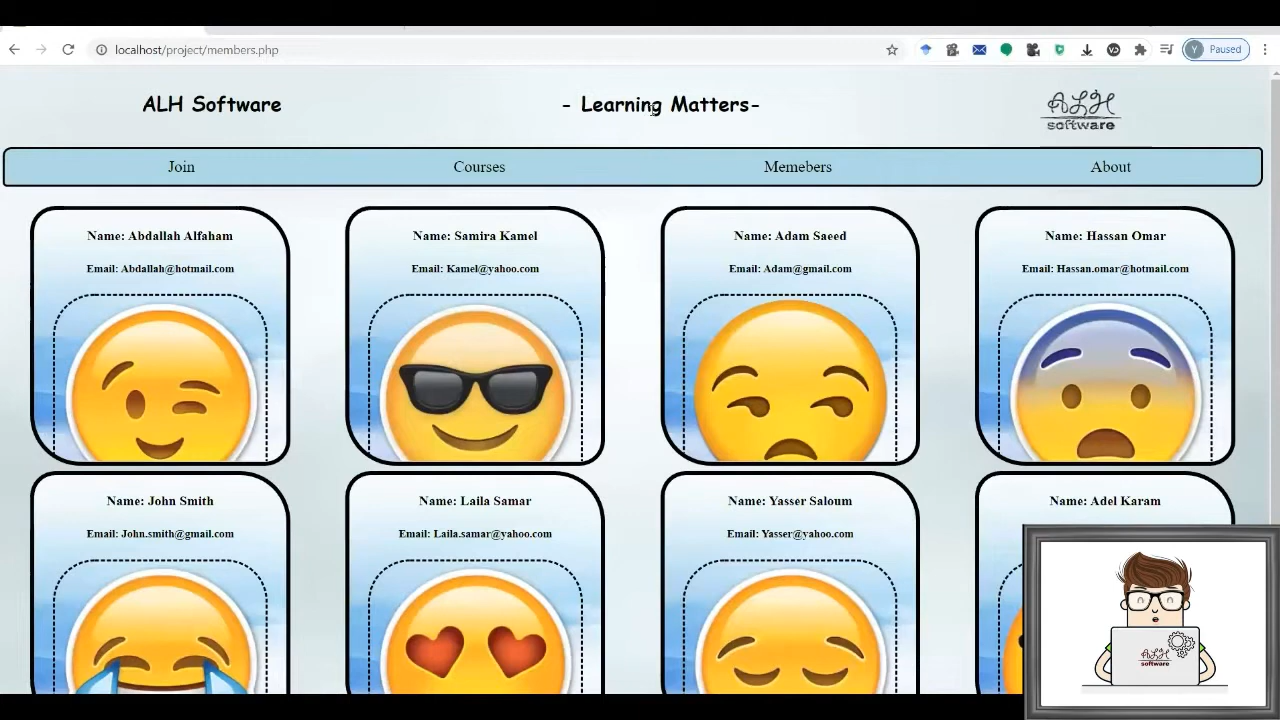 localhost/project/members.php
Y Paused
ALH Software
- Learning Matters-
ALH
software
Join Courses Memebers About
Name: Abdallah Alfaham
Email: Abdallah@hotmail.com
Name: Samira Kamel
Email: Kamel@yahoo.com
Name: Adam Saeed
Email: Adam@gmail.com
Name: Hassan Omar
Email: Hassan.omar@hotmail.com
Name: John Smith
Email: John.smith@gmail.com
Name: Laila Samar
Email: Laila.samar@yahoo.com
Name: Yasser Saloum
Email: Yasser@yahoo.com
Name: Adel Karam
ALH
software